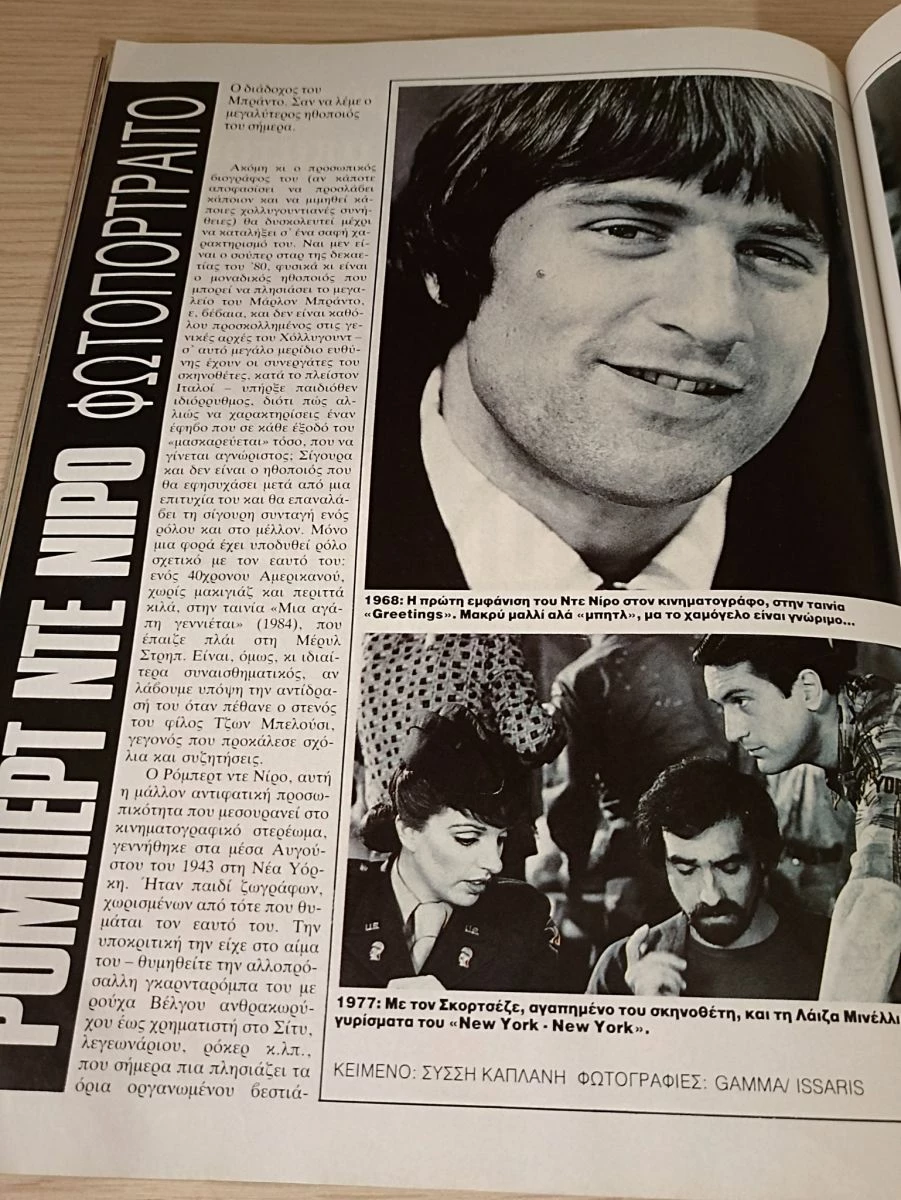 ΡΟΜΠΕΡΤ ΝΤΕ ΝΙΡΟ ΦΩΤΟΠΟΡΤΡΑΙΤΟ
Ο διάδοχος του
Μπράντο. Σαν να λέμε ο
μεγαλύτερος ηθοποιός
του σήμερα.
Ακόμη κι ο προσωπικός
βιογράφος του (αν κάποτε
αποφασίσει να προσλάβει
κάποιον και να μιμηθεί κά-
ποιες χολλυγουντιανές συνή-
θειες) θα δυσκολευτεί μέχρι
να καταλήξει σ' ένα σαφή χα-
ρακτηρισμό του. Ναι μεν εί-
ναι ο σούπερ σταρ της δεκαε-
τίας του '80, φυσικά κι είναι
ο μοναδικός ηθοποιός που
μπορεί να πλησιάσει το μεγα-
λείο του Μάρλον Μπράντο,
ε, βέβαια, και δεν είναι καθό-
λου προσκολλημένος στις γε-
νικές αρχές του Χόλλυγουντ –
σ' αυτό μεγάλο μερίδιο ευθύ-
νης έχουν οι συνεργάτες του
σκηνοθέτες, κατά το πλείστον
Ιταλοί – υπήρξε παιδιόθεν
ιδιόρρυθμος, διότι πώς αλ-
λιώς να χαρακτηρίσεις έναν
έφηβο που σε κάθε έξοδό του
«μασκαρεύεται» τόσο, που να
γίνεται αγνώριστος; Σίγουρα
και δεν είναι ο ηθοποιός που
θα εφησυχάσει μετά από μια
επιτυχία του και θα επαναλά-
βει τη σίγουρη συνταγή ενός
ρόλου και στο μέλλον. Μόνο
μια φορά έχει υποδυθεί ρόλο
σχετικό με τον εαυτό του:
ενός 40χρονου Αμερικανού,
χωρίς μακιγιάζ και περιττά
κιλά, στην ταινία «Μια αγά-
πη γεννιέται» (1984), που
έπαιζε πλάι στη Μέρυλ
Στρηπ. Είναι, όμως, κι ιδιαί-
τερα συναισθηματικός, αν
λάβουμε υπόψη την αντίδρα-
σή του όταν πέθανε ο στενός
του φίλος Τζων Μπελούσι,
γεγονός που προκάλεσε σχό-
λια και συζητήσεις.
Ο Ρόμπερτ ντε Νίρο, αυτή
η μάλλον αντιφατική προσω-
πικότητα που μεσουρανεί στο
κινηματογραφικό στερέωμα,
γεννήθηκε στα μέσα Αυγού-
στου του 1943 στη Νέα Υόρ-
κη. Ήταν παιδί ζωγράφων,
χωρισμένων από τότε που θυ-
μάται τον εαυτό του. Την
υποκριτική την είχε στο αίμα
του – θυμηθείτε την αλλοπρό-
σαλλη γκαρνταρόμπα του με
ρούχα Βέλγου ανθρακωρύ-
χου έως χρηματιστή στο Σίτυ,
λεγεωνάριου, ρόκερ κ.λπ.,
που σήμερα πια πλησιάζει τα
όρια οργανωμένου βεστιά-
1968: Η πρώτη εμφάνιση του Ντε Νίρο στον κινηματογράφο, στην ταινία
«Greetings». Μακρύ μαλλί αλά «μπητλ», μα το χαμόγελο είναι γνώριμο...
1977: Με τον Σκορτσέζε, αγαπημένο του σκηνοθέτη, και τη Λάιζα Μινέλλι
γυρίσματα του «New York - New York».
ΚΕΙΜΕΝΟ: ΣΥΣΣΗ ΚΑΠΛΑΝΗ ΦΩΤΟΓΡΑΦΙΕΣ: GAMMA/ ISSARIS